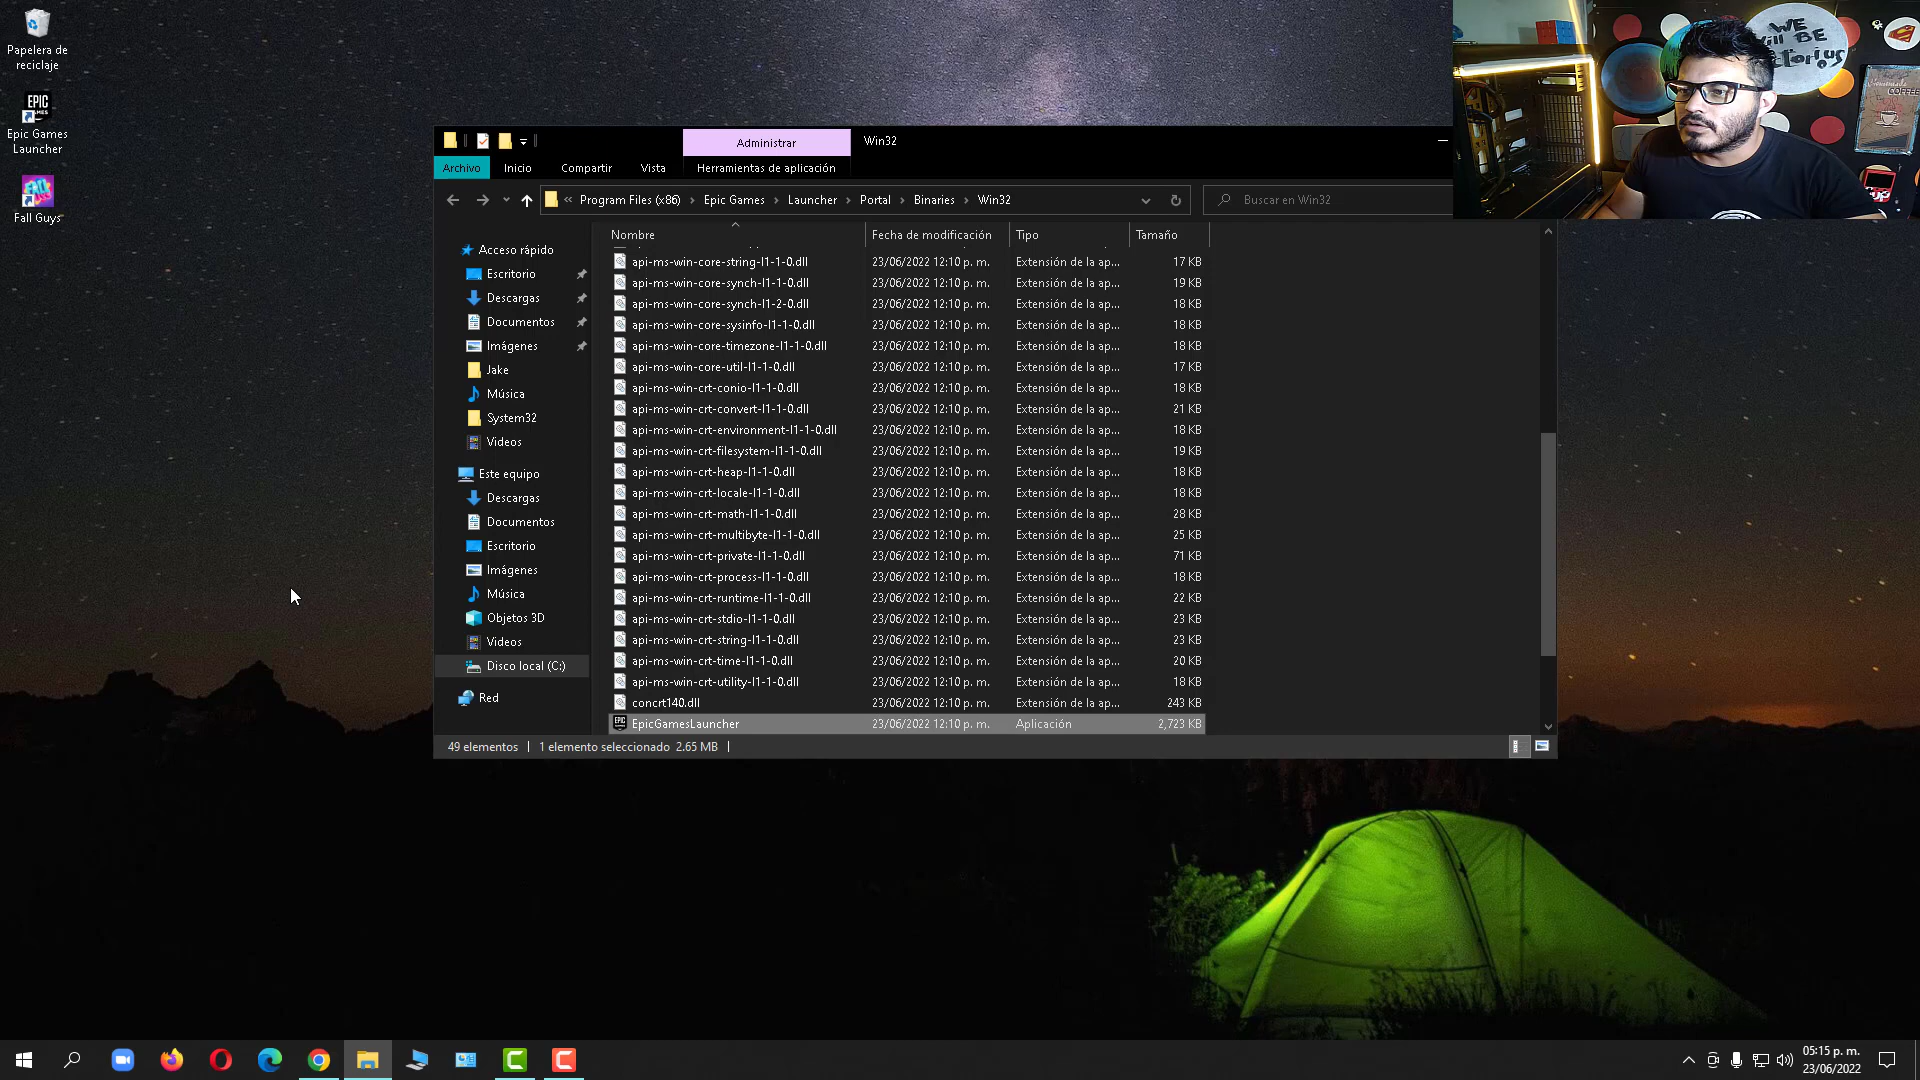 Papelera de
reciclaje
EPIC
GAMES
Epic Games
Launcher
FALL
GUYS
Fall Guys
Administrar
Win32
Archivo
Inicio
Compartir
Vista
Herramientas de aplicación
« Program Files (x86) › Epic Games › Launcher › Portal › Binaries › Win32
Buscar en Win32
WE
Will BE
COFFEE
Acceso rápido
Escritorio
Descargas
Documentos
Imágenes
Jake
Música
System32
Videos
Este equipo
Descargas
Documentos
Escritorio
Imágenes
Música
Objetos 3D
Videos
Disco local (C:)
Red
Nombre Fecha de modificación Tipo Tamaño
api-ms-win-core-string-l1-1-0.dll 23/06/2022 12:10 p. m. Extensión de la ap... 17 KB
api-ms-win-core-synch-l1-1-0.dll 23/06/2022 12:10 p. m. Extensión de la ap... 19 KB
api-ms-win-core-synch-l1-2-0.dll 23/06/2022 12:10 p. m. Extensión de la ap... 18 KB
api-ms-win-core-sysinfo-l1-1-0.dll 23/06/2022 12:10 p. m. Extensión de la ap... 18 KB
api-ms-win-core-timezone-l1-1-0.dll 23/06/2022 12:10 p. m. Extensión de la ap... 18 KB
api-ms-win-core-util-l1-1-0.dll 23/06/2022 12:10 p. m. Extensión de la ap... 17 KB
api-ms-win-crt-conio-l1-1-0.dll 23/06/2022 12:10 p. m. Extensión de la ap... 18 KB
api-ms-win-crt-convert-l1-1-0.dll 23/06/2022 12:10 p. m. Extensión de la ap... 21 KB
api-ms-win-crt-environment-l1-1-0.dll 23/06/2022 12:10 p. m. Extensión de la ap... 18 KB
api-ms-win-crt-filesystem-l1-1-0.dll 23/06/2022 12:10 p. m. Extensión de la ap... 19 KB
api-ms-win-crt-heap-l1-1-0.dll 23/06/2022 12:10 p. m. Extensión de la ap... 18 KB
api-ms-win-crt-locale-l1-1-0.dll 23/06/2022 12:10 p. m. Extensión de la ap... 18 KB
api-ms-win-crt-math-l1-1-0.dll 23/06/2022 12:10 p. m. Extensión de la ap... 28 KB
api-ms-win-crt-multibyte-l1-1-0.dll 23/06/2022 12:10 p. m. Extensión de la ap... 25 KB
api-ms-win-crt-private-l1-1-0.dll 23/06/2022 12:10 p. m. Extensión de la ap... 71 KB
api-ms-win-crt-process-l1-1-0.dll 23/06/2022 12:10 p. m. Extensión de la ap... 18 KB
api-ms-win-crt-runtime-l1-1-0.dll 23/06/2022 12:10 p. m. Extensión de la ap... 22 KB
api-ms-win-crt-stdio-l1-1-0.dll 23/06/2022 12:10 p. m. Extensión de la ap... 23 KB
api-ms-win-crt-string-l1-1-0.dll 23/06/2022 12:10 p. m. Extensión de la ap... 23 KB
api-ms-win-crt-time-l1-1-0.dll 23/06/2022 12:10 p. m. Extensión de la ap... 20 KB
api-ms-win-crt-utility-l1-1-0.dll 23/06/2022 12:10 p. m. Extensión de la ap... 18 KB
concrt140.dll 23/06/2022 12:10 p. m. Extensión de la ap... 243 KB
EpicGamesLauncher 23/06/2022 12:10 p. m. Aplicación 2,723 KB
49 elementos
1 elemento seleccionado 2.65 MB
05:15 p. m.
23/06/2022